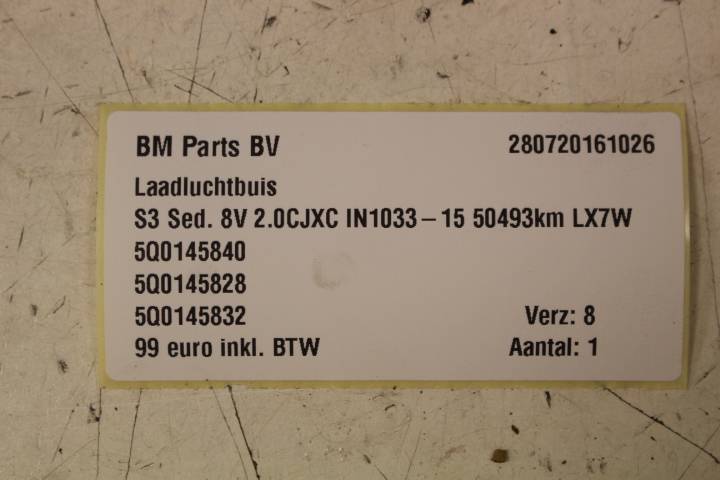 BM Parts BV 280720161026
Laadluchtbuis
S3 Sed. 8V 2.0CJXC IN1033 – 15 50493km LX7W
5Q0145840
5Q0145828
5Q0145832 Verz: 8
99 euro inkl. BTW Aantal: 1